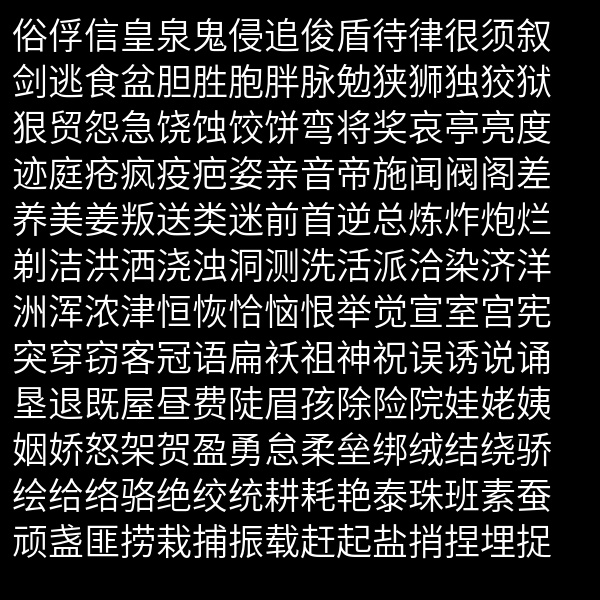 俗俘信皇泉鬼侵追俊盾待律很须叙
剑逃食盆胆胜胞胖脉勉狭狮独狡狱
狠贸怨急饶蚀饺饼弯将奖哀亭亮度
迹庭疮疯疫疤姿亲音帝施闻阀阁差
养美姜叛送类迷前首逆总炼炸炮烂
剃洁洪洒浇浊洞测洗活派洽染济洋
洲浑浓津恒恢恰恼恨举觉宣室宫宪
突穿窃客冠语扁袄祖神祝误诱说诵
垦退既屋昼费陡眉孩除险院娃姥姨
姻娇怒架贺盈勇怠柔垒绑绒结绕骄
绘给络骆绝绞统耕耗艳泰珠班素蚕
顽盏匪捞栽捕振载赶起盐捎捏埋捉